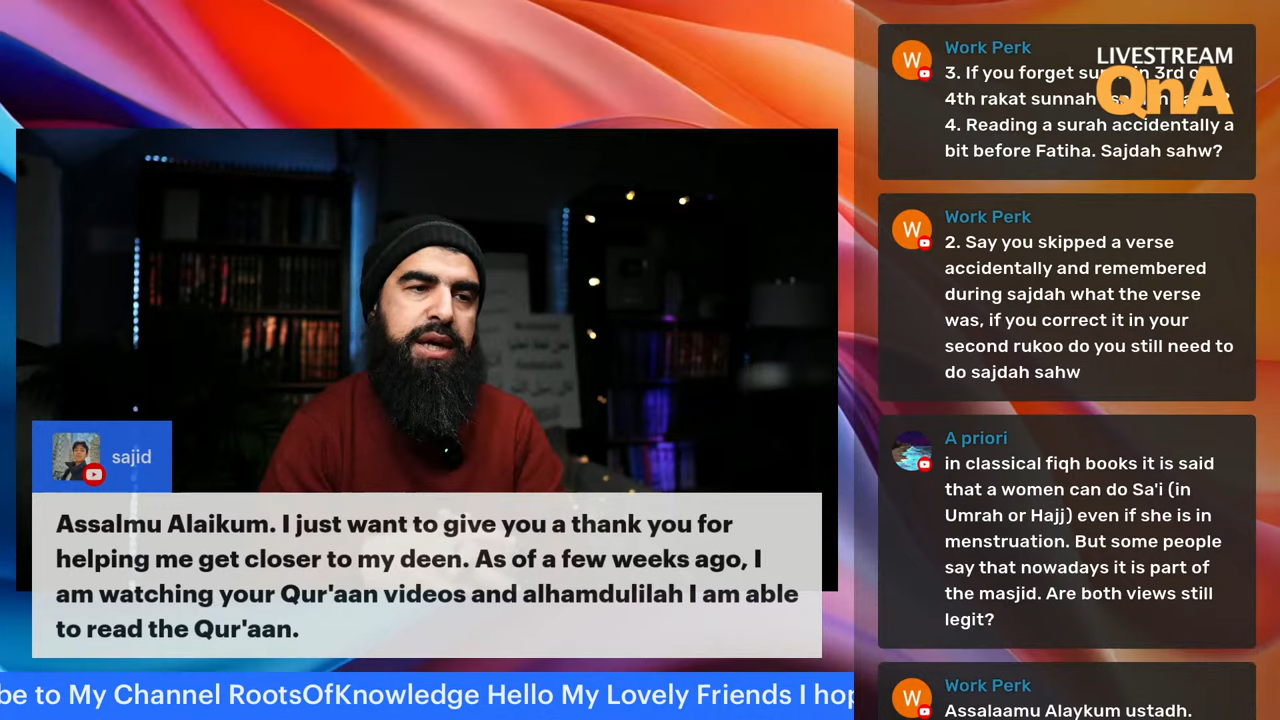 sajid
Assalmu Alaikum. I just want to give you a thank you for
helping me get closer to my deen. As of a few weeks ago, I
am watching your Qur'aan videos and alhamdulilah I am able
to read the Qur'aan.
be to My Channel RootsOfKnowledge Hello My Lovely Friends I hop
LIVESTREAM
QnA
W
Work Perk
3. If you forget in 3rd
4th rakat sunnah
4. Reading a surah accidentally a
bit before Fatiha. Sajdah sahw?
W
Work Perk
2. Say you skipped a verse
accidentally and remembered
during sajdah what the verse
was, if you correct it in your
second rukoo do you still need to
do sajdah sahw
A priori
in classical fiqh books it is said
that a women can do Sa'i (in
Umrah or Hajj) even if she is in
menstruation. But some people
say that nowadays it is part of
the masjid. Are both views still
legit?
W
Work Perk
Assalaamu Alaykum ustadh.